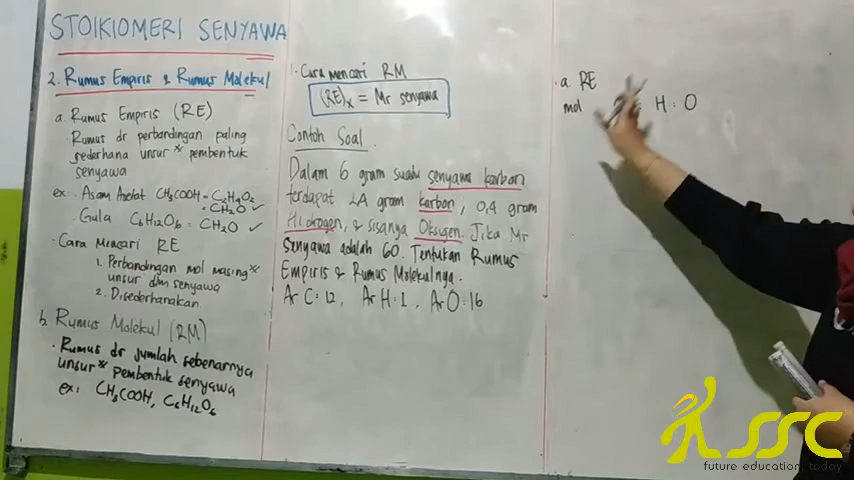 STOIKIOMERI SENYAWA
2. Rumus Empiris & Rumus Molekul
a. Rumus Empiris (RE)
• Rumus dr perbandingan paling
sederhana unsur" pembentuk
senyawa
ex: • Asam Asetat CH₃COOH = C₂H₄O₂
= CH₂O ✓
• Gula C₆H₁₂O₆ = CH₂O ✓
• Cara Mencari RE
1. Perbandingan mol masing"
unsur dlm senyawa
2. Disederhanakan
b. Rumus Molekul (RM)
• Rumus dr jumlah sebenarnya
unsur" pembentuk senyawa
ex: CH₃COOH, C₆H₁₂O₆
• Cara mencari RM
(RE)x = Mr senyawa
Contoh Soal
Dalam 6 gram suatu senyawa karbon
terdapat 2,4 gram karbon, 0,4 gram
Hidrogen, & sisanya Oksigen. Jika Mr
Senyawa adalah 60. Tentukan Rumus
Empiris & Rumus Molekulnya.
Ar C = 12, Ar H = 1, Ar O = 16
• a. RE
mol H : O
SSC
future education today